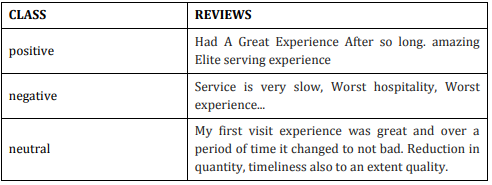 CLASS REVIEWS
positive
Had A Great Experience After so long. amazing
Elite serving experience
negative
Service is very slow, Worst hospitality, Worst
experience...
neutral
My first visit experience was great and over a
period of time it changed to not bad. Reduction in
quantity, timeliness also to an extent quality.